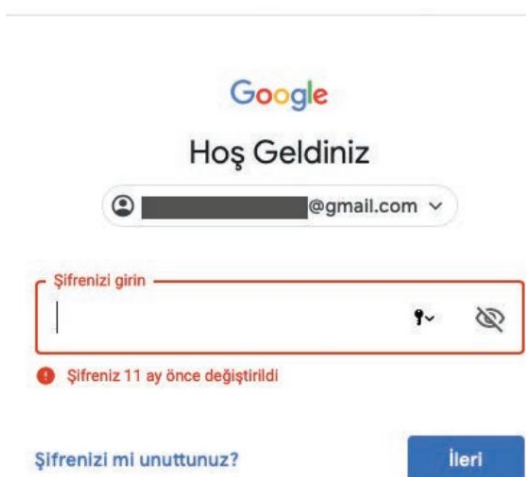 Google
Hoş Geldiniz
@gmail.com
Şifrenizi girin
Şifreniz 11 ay önce değiştirildi
Şifrenizi mi unuttunuz?
İleri